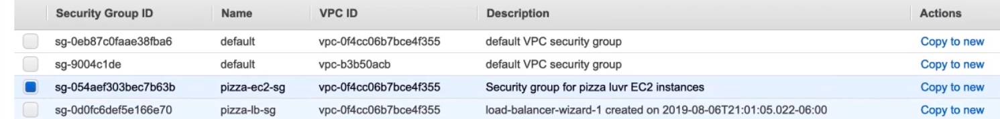 Security Group ID Name VPC ID Description Actions
sg-0eb87c0faae38fba6 default vpc-0f4cc06b7bce4f355 default VPC security group Copy to new
sg-9004c1de default vpc-b3b50acb default VPC security group Copy to new
sg-054aef303bec7b63b pizza-ec2-sg vpc-0f4cc06b7bce4f355 Security group for pizza luvr EC2 instances Copy to new
sg-0d0fc6def5e166e70 pizza-lb-sg vpc-0f4cc06b7bce4f355 load-balancer-wizard-1 created on 2019-08-06T21:01:05.022-06:00 Copy to new